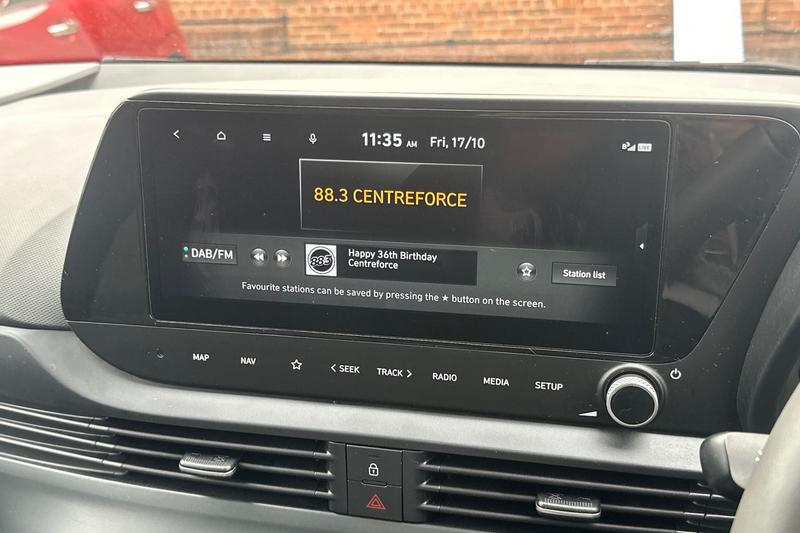 11:35 AM Fri, 17/10
LIVE
88.3 CENTREFORCE
DAB/FM
883
Happy 36th Birthday
Centreforce
Station list
Favourite stations can be saved by pressing the ★ button on the screen.
MAP NAV SEEK TRACK RADIO MEDIA SETUP